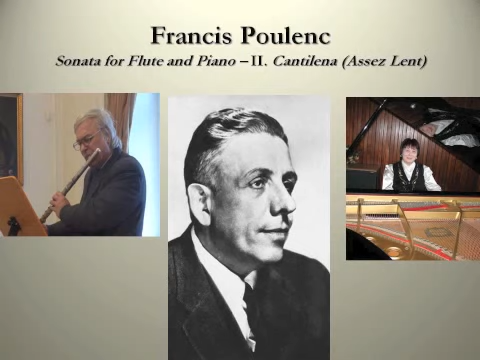 Francis Poulenc
Sonata for Flute and Piano – II. Cantilena (Assez Lent)